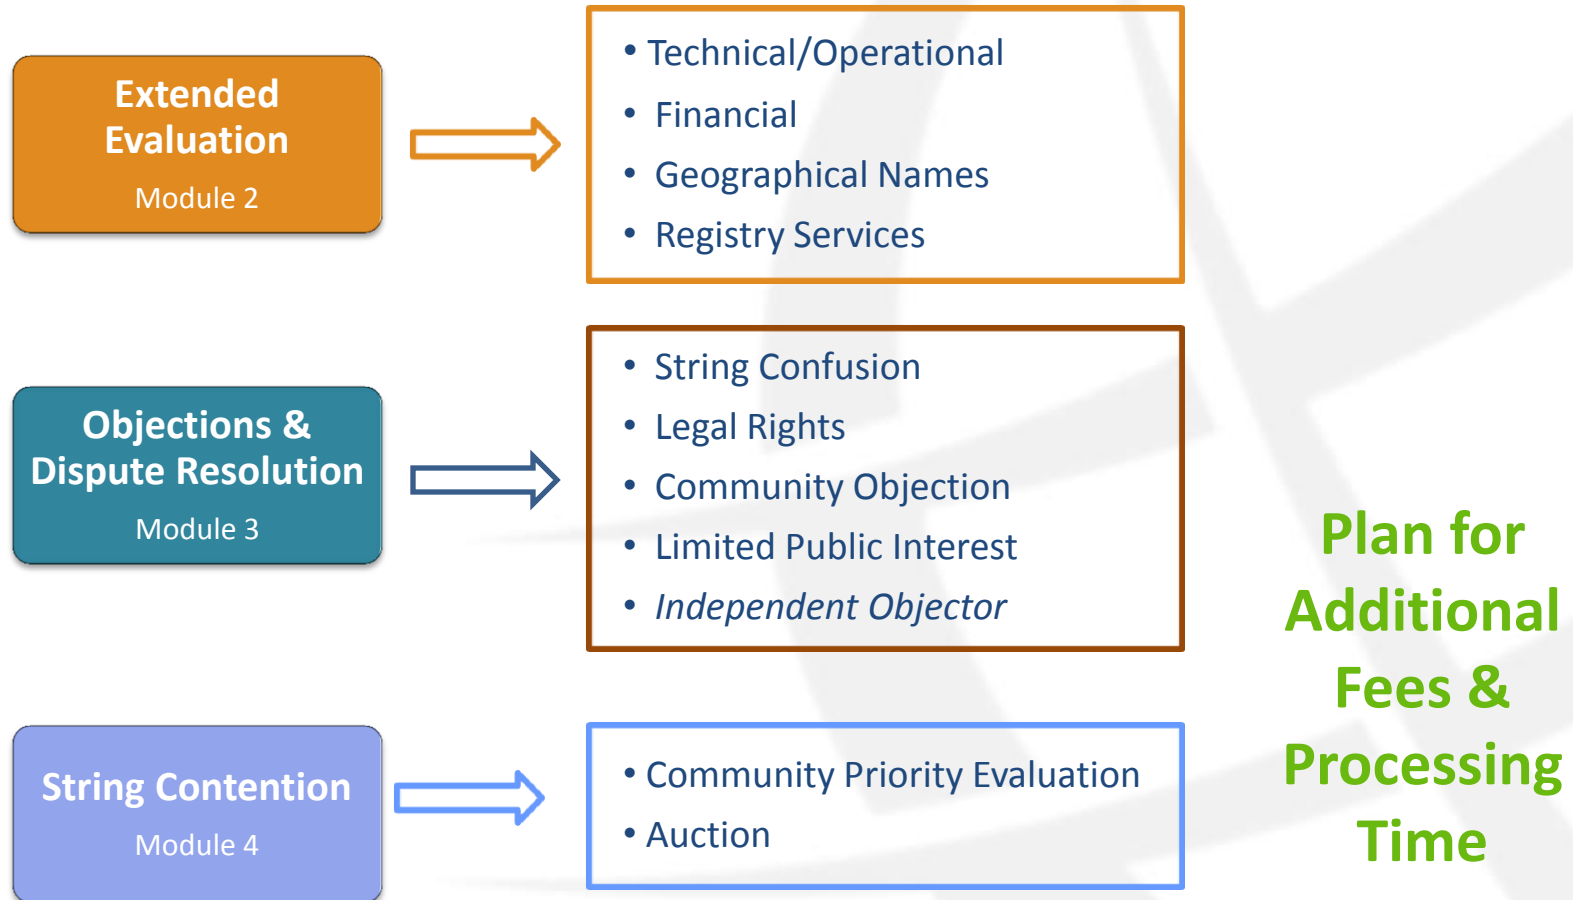 Extended
Evaluation
Module 2
• Technical/Operational
• Financial
• Geographical Names
• Registry Services
Objections &
Dispute Resolution
Module 3
• String Confusion
• Legal Rights
• Community Objection
• Limited Public Interest
• Independent Objector
String Contention
Module 4
• Community Priority Evaluation
• Auction
Plan for
Additional
Fees &
Processing
Time